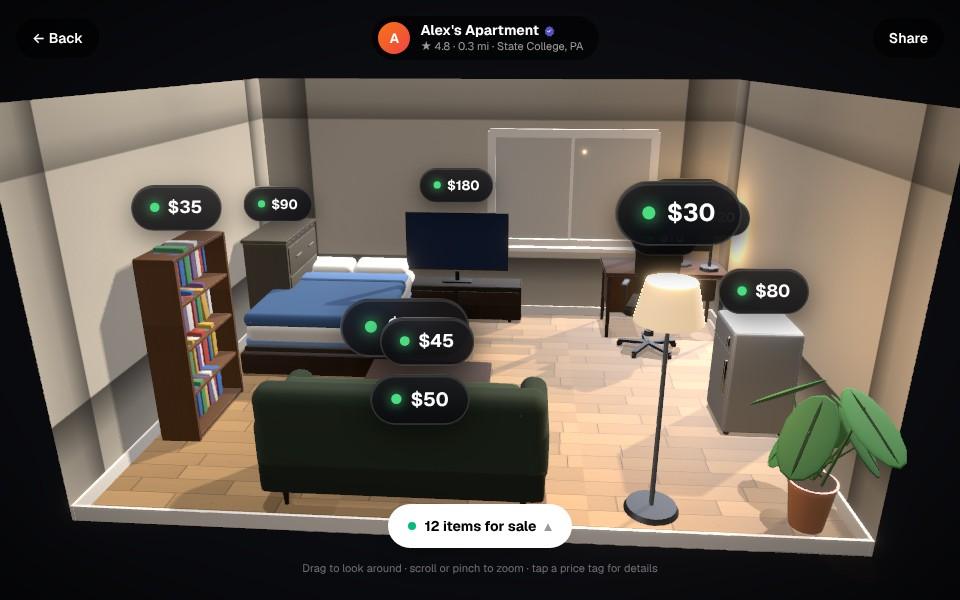 ← Back
A
Alex's Apartment
★ 4.8 · 0.3 mi · State College, PA
Share
$35
$90
$180
$30
$80
$45
$50
12 items for sale ▲
Drag to look around · scroll or pinch to zoom · tap a price tag for details